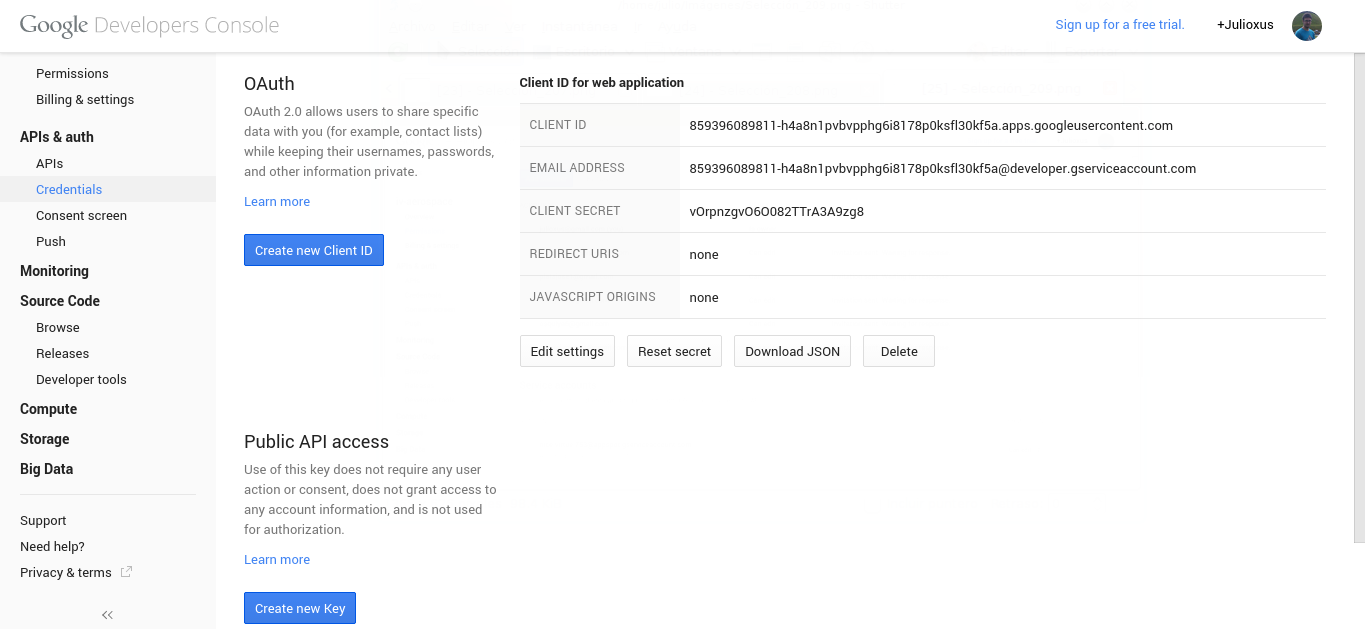 Google Developers Console
Sign up for a free trial.
+Julioxus
Permissions
Billing & settings
APIs & auth
APIs
Credentials
Consent screen
Push
Monitoring
Source Code
Browse
Releases
Developer tools
Compute
Storage
Big Data
Support
Need help?
Privacy & terms
OAuth
OAuth 2.0 allows users to share specific
data with you (for example, contact lists)
while keeping their usernames, passwords,
and other information private.
Learn more
Create new Client ID
Client ID for web application
CLIENT ID 859396089811-h4a8n1pvbvpphg6i8178p0ksfl30kf5a.apps.googleusercontent.com
EMAIL ADDRESS 859396089811-h4a8n1pvbvpphg6i8178p0ksfl30kf5a@developer.gserviceaccount.com
CLIENT SECRET vOrpnzgvO6O082TTrA3A9zg8
REDIRECT URIS none
JAVASCRIPT ORIGINS none
Edit settings Reset secret Download JSON Delete
Public API access
Use of this key does not require any user
action or consent, does not grant access to
any account information, and is not used
for authorization.
Learn more
Create new Key